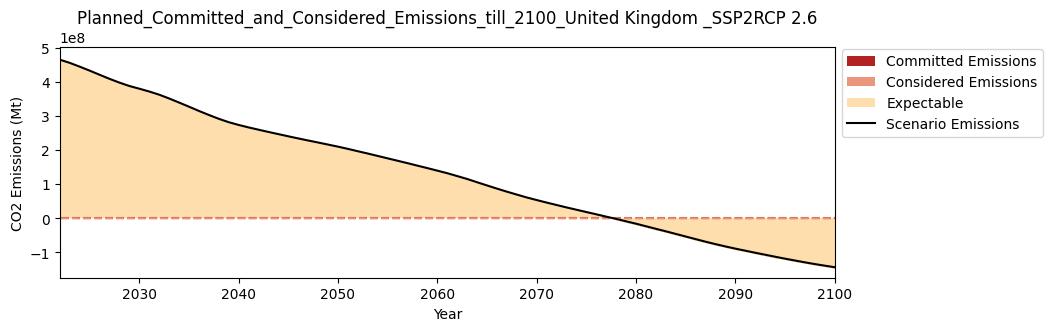 Planned_Committed_and_Considered_Emissions_till_2100_United Kingdom _SSP2RCP 2.6
1e8
5
4
3
2
1
0
−1
CO2 Emissions (Mt)
2030 2040 2050 2060 2070 2080 2090 2100
Year
Committed Emissions
Considered Emissions
Expectable
Scenario Emissions